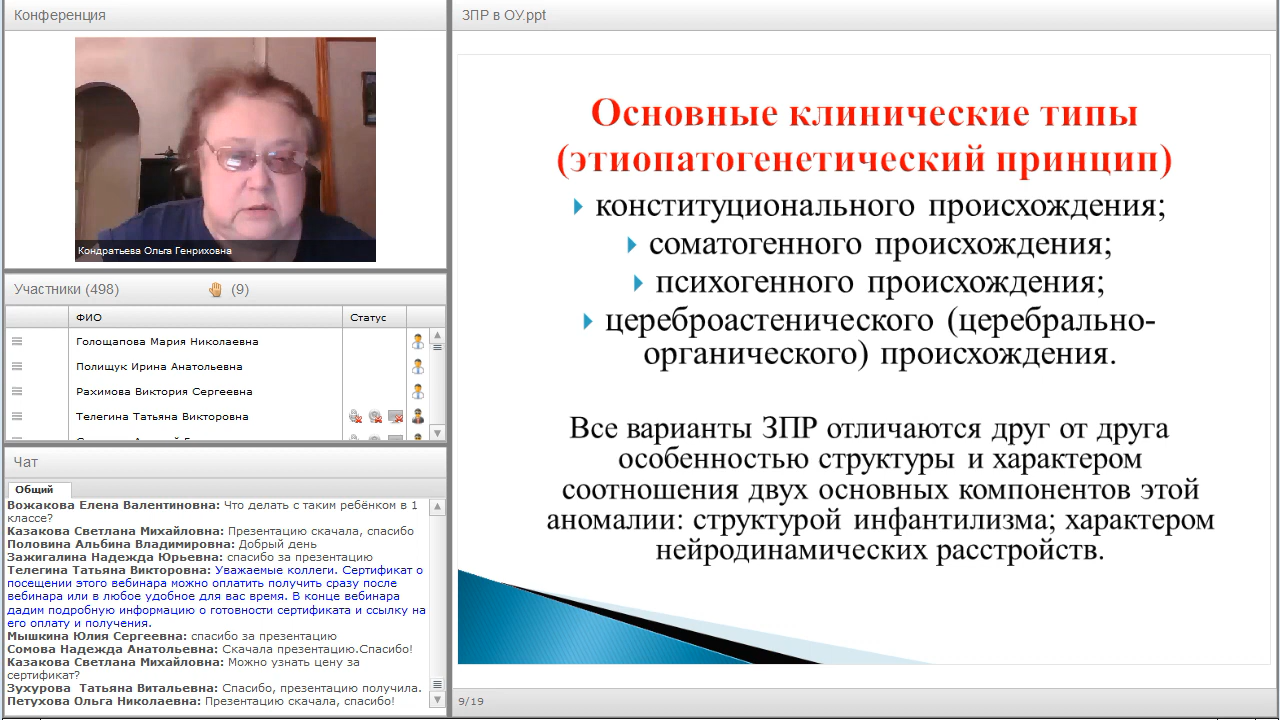 Конференция
Кондратьева Ольга Генриховна
Участники (498)
(9)
ФИО
Статус
Голощапова Мария Николаевна
Полищук Ирина Анатольевна
Рахимова Виктория Сергеевна
Телегина Татьяна Викторовна
Чат
Общий
Вожакова Елена Валентиновна: Что делать с таким ребёнком в 1
классе?
Казакова Светлана Михайловна: Презентацию скачала, спасибо
Половина Альбина Владимировна: Добрый день
Зажигалина Надежда Юрьевна: спасибо за презентацию
Телегина Татьяна Викторовна: Уважаемые коллеги. Сертификат о
посещении этого вебинара можно оплатить получить сразу после
вебинара или в любое удобное для вас время. В конце вебинара
дадим подробную информацию о готовности сертификата и ссылку на
его оплату и получения.
Мышкина Юлия Сергеевна: спасибо за презентацию
Сомова Надежда Анатольевна: Скачала презентацию.Спасибо!
Казакова Светлана Михайловна: Можно узнать цену за
сертификат?
Зухурова Татьяна Витальевна: Спасибо, презентацию получила.
Петухова Ольга Николаевна: Презентацию скачала, спасибо!
ЗПР в ОУ.ppt
Основные клинические типы
(этиопатогенетический принцип)
конституционального происхождения;
соматогенного происхождения;
психогенного происхождения;
цереброастенического (церебрально-
органического) происхождения.
Все варианты ЗПР отличаются друг от друга
особенностью структуры и характером
соотношения двух основных компонентов этой
аномалии: структурой инфантилизма; характером
нейродинамических расстройств.
9/19